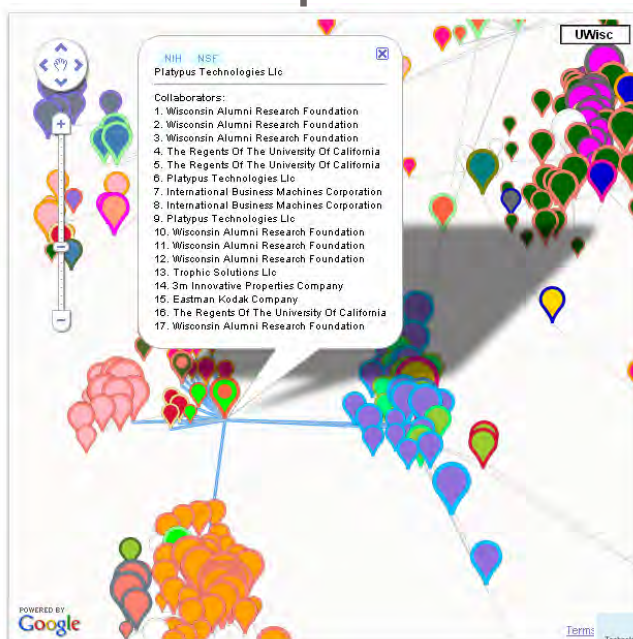 UWisc
NIH NSF
Platypus Technologies Llc
Collaborators:
1. Wisconsin Alumni Research Foundation
2. Wisconsin Alumni Research Foundation
3. Wisconsin Alumni Research Foundation
4. The Regents Of The University Of California
5. The Regents Of The University Of California
6. Platypus Technologies Llc
7. International Business Machines Corporation
8. International Business Machines Corporation
9. Platypus Technologies Llc
10. Wisconsin Alumni Research Foundation
11. Wisconsin Alumni Research Foundation
12. Wisconsin Alumni Research Foundation
13. Trophic Solutions Llc
14. 3m Innovative Properties Company
15. Eastman Kodak Company
16. The Regents Of The University Of California
17. Wisconsin Alumni Research Foundation
POWERED BY
Google
Terms